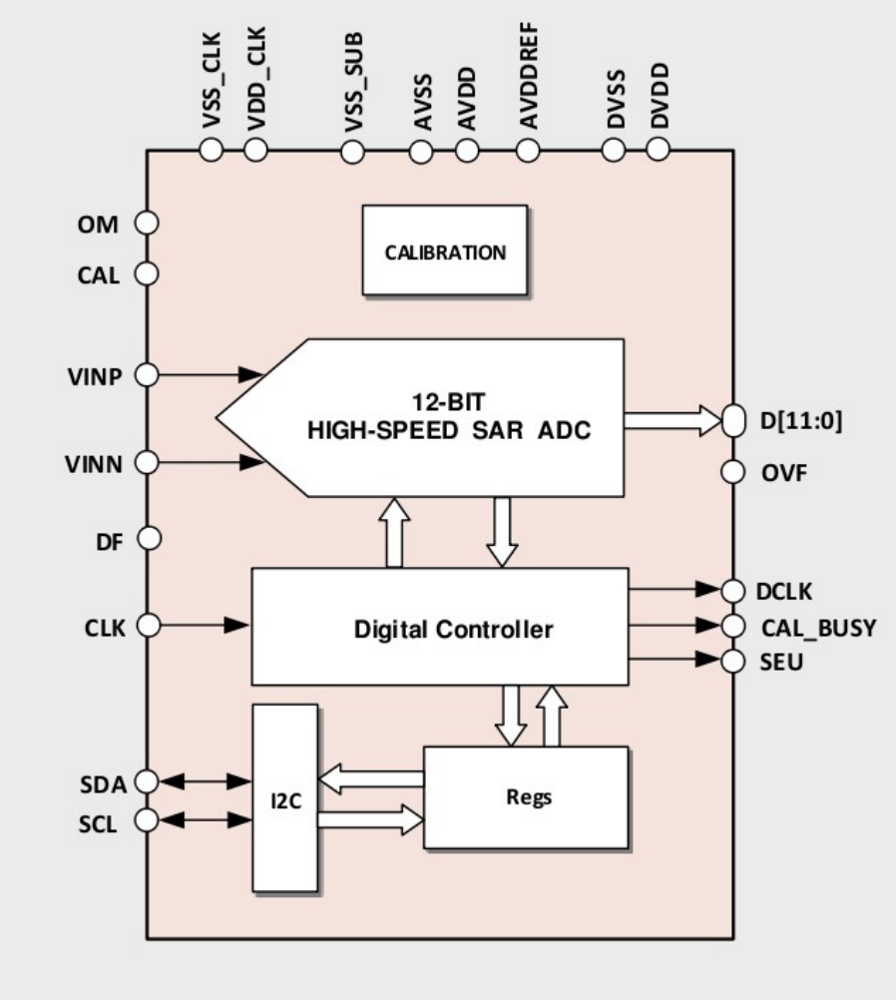 VSS_CLK
VDD_CLK
VSS_SUB
AVSS
AVDD
AVDDREF
DVSS
DVDD
OM
CAL
CALIBRATION
VINP
VINN
12-BIT
HIGH-SPEED SAR ADC
D[11:0]
OVF
DF
CLK
Digital Controller
DCLK
CAL_BUSY
SEU
SDA
SCL
I2C
Regs